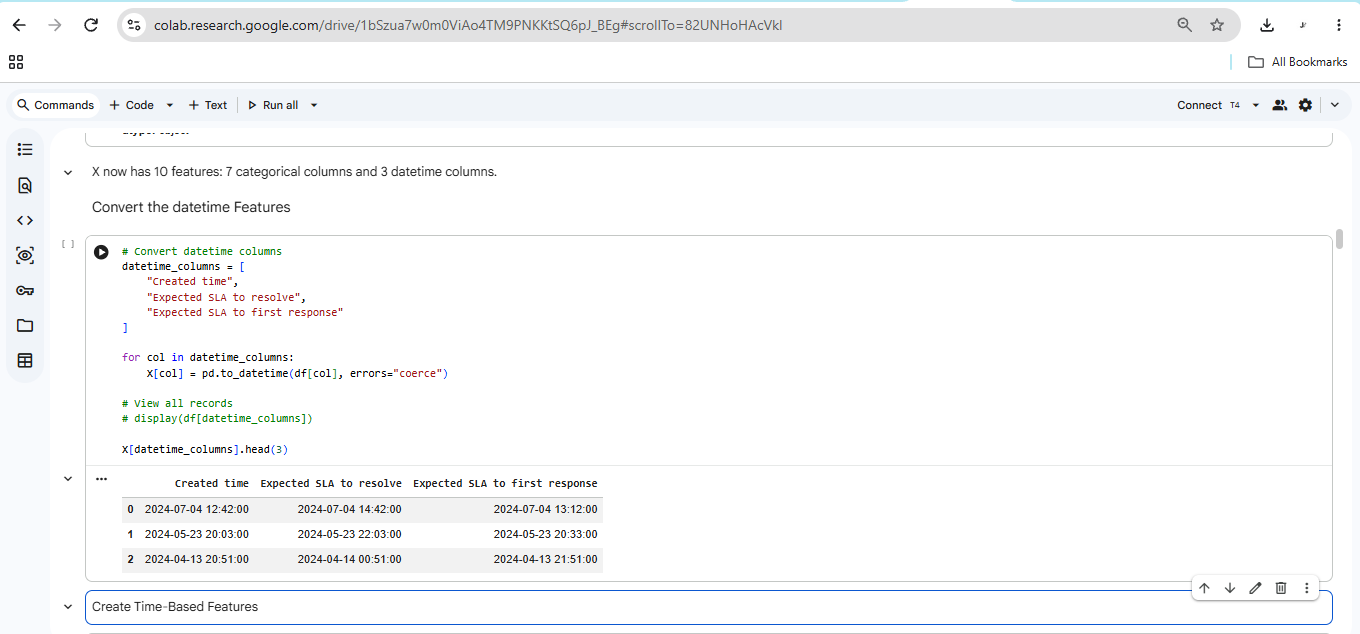 colab.research.google.com/drive/1bSzua7w0m0ViAo4TM9PNKKtSQ6pJ_BEg#scrollTo=82UNHoHAcVkI
All Bookmarks
Commands + Code + Text Run all Connect T4
X now has 10 features: 7 categorical columns and 3 datetime columns.
Convert the datetime Features
[ ]
# Convert datetime columns
datetime_columns = [
"Created time",
"Expected SLA to resolve",
"Expected SLA to first response"
]
for col in datetime_columns:
X[col] = pd.to_datetime(df[col], errors="coerce")
# View all records
# display(df[datetime_columns])
X[datetime_columns].head(3)
Created time Expected SLA to resolve Expected SLA to first response
0 2024-07-04 12:42:00 2024-07-04 14:42:00 2024-07-04 13:12:00
1 2024-05-23 20:03:00 2024-05-23 22:03:00 2024-05-23 20:33:00
2 2024-04-13 20:51:00 2024-04-14 00:51:00 2024-04-13 21:51:00
Create Time-Based Features